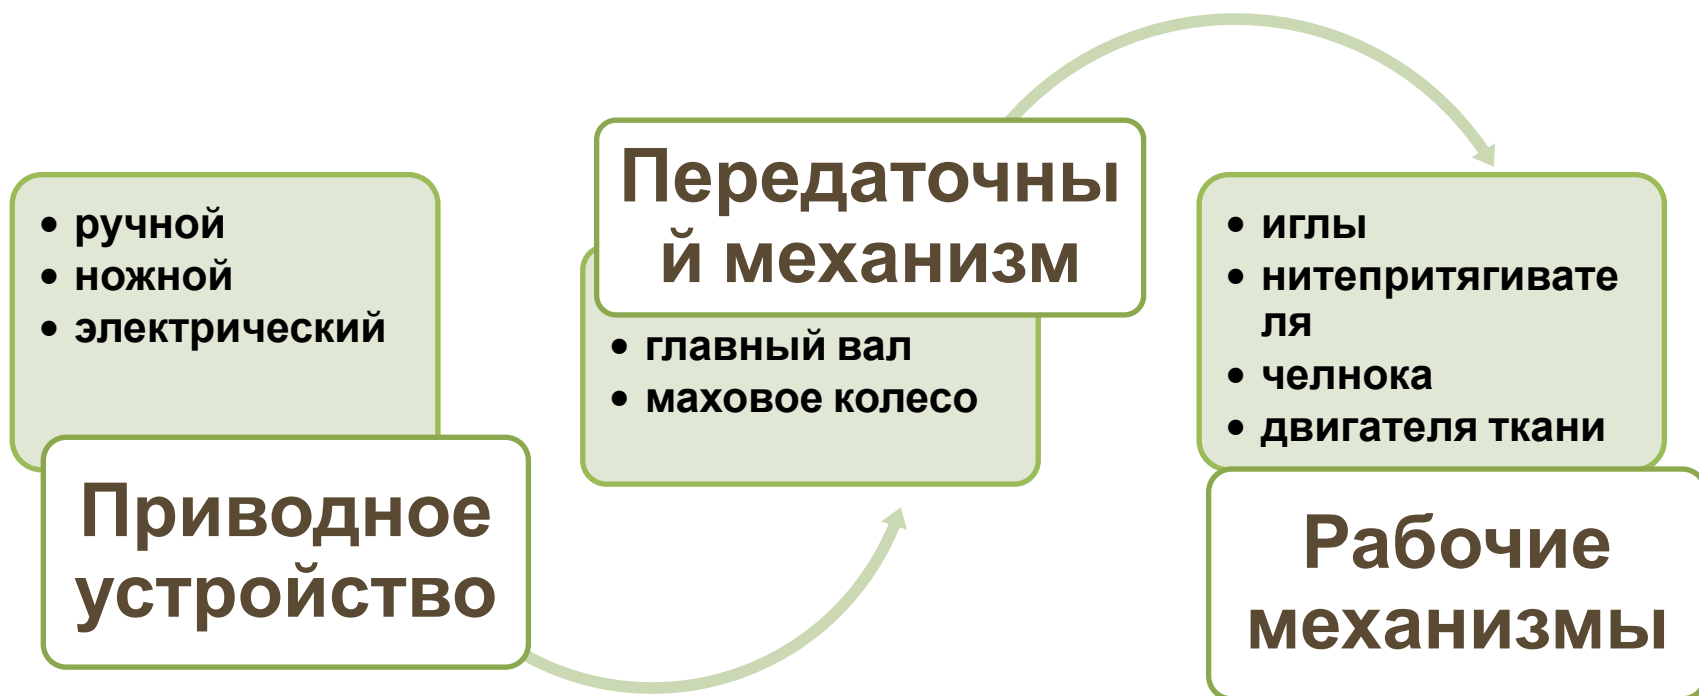 • ручной
• ножной
• электрический
Приводное
устройство
Передаточны
й механизм
• главный вал
• маховое колесо
• иглы
• нитепритягивате
ля
• челнока
• двигателя ткани
Рабочие
механизмы